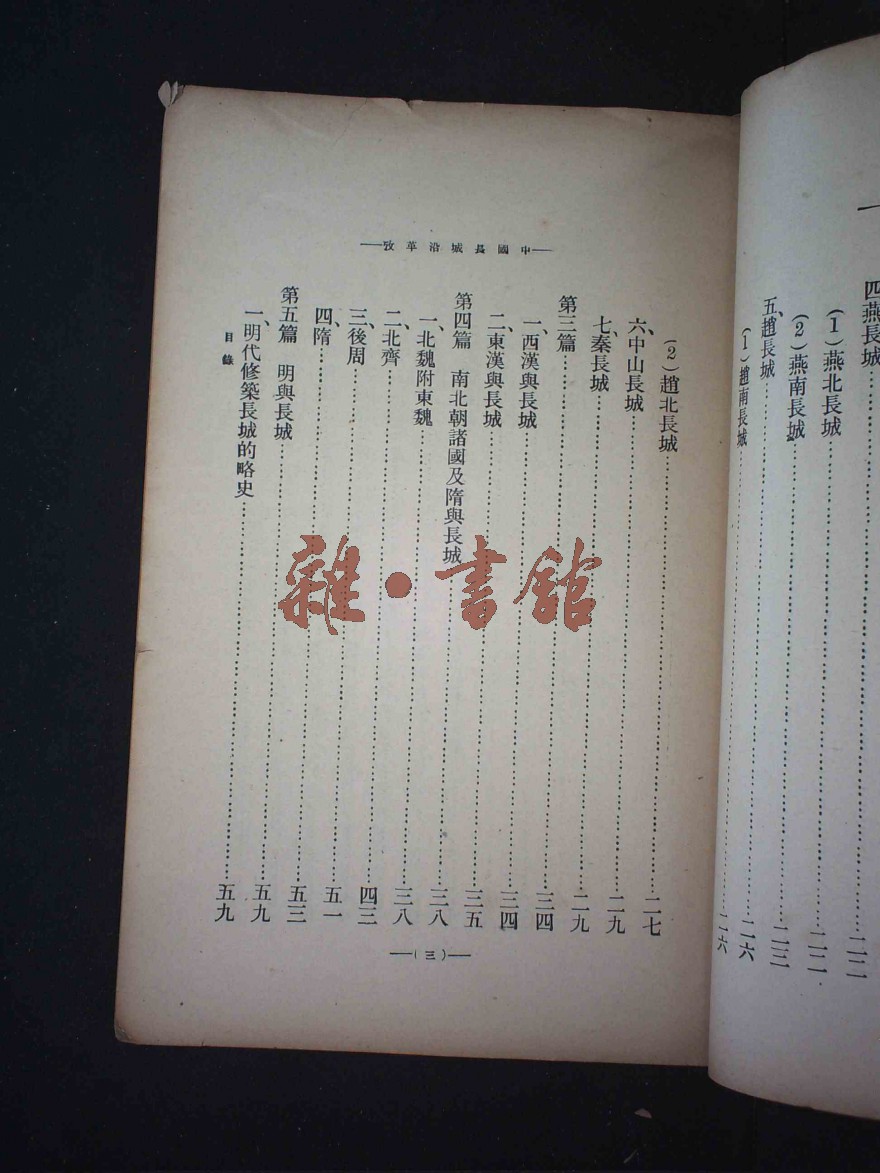 四燕長城……二二
(1)燕北長城……二二
(2)燕南長城……二三
五、趙長城……二六
(1)趙南長城……二六
中國長城沿革攷
(2)趙北長城……二七
六、中山長城……二九
七、秦長城……二九
第三篇……三四
一、西漢與長城……三四
二、東漢與長城……三五
第四篇 南北朝諸國及隋與長城……三八
一、北魏附東魏……三八
二、北齊……四三
三、後周……五一
四、隋……五三
第五篇 明與長城……五九
一、明代修築長城的略史……五九
目錄
(三)
雜·書館